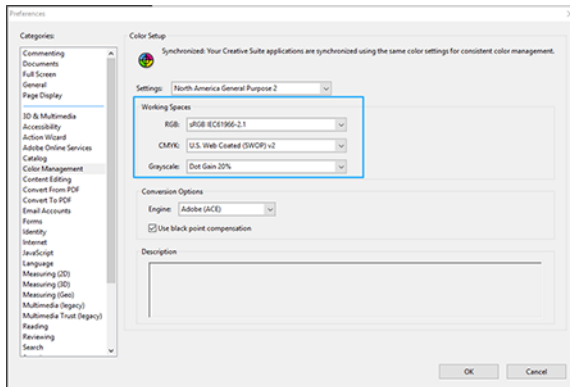 Preferences
Categories:
Commenting
Documents
Full Screen
General
Page Display
3D & Multimedia
Accessibility
Action Wizard
Adobe Online Services
Catalog
Color Management
Content Editing
Convert From PDF
Convert To PDF
Email Accounts
Forms
Identity
Internet
JavaScript
Language
Measuring (2D)
Measuring (3D)
Measuring (Geo)
Multimedia (legacy)
Multimedia Trust (legacy)
Reading
Reviewing
Search
Color Setup
Synchronized: Your Creative Suite applications are synchronized using the same color settings for consistent color management.
Settings: North America General Purpose 2
Working Spaces
RGB: sRGB IEC61966-2.1
CMYK: U.S. Web Coated (SWOP) v2
Grayscale: Dot Gain 20%
Conversion Options
Engine: Adobe (ACE)
Use black point compensation
Description
OK Cancel